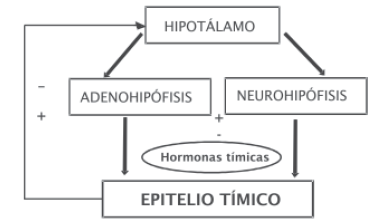 HIPOTÁLAMO
–
ADENOHIPÓFISIS
NEUROHIPÓFISIS
+
+
-
Hormonas tímicas
EPITELIO TÍMICO